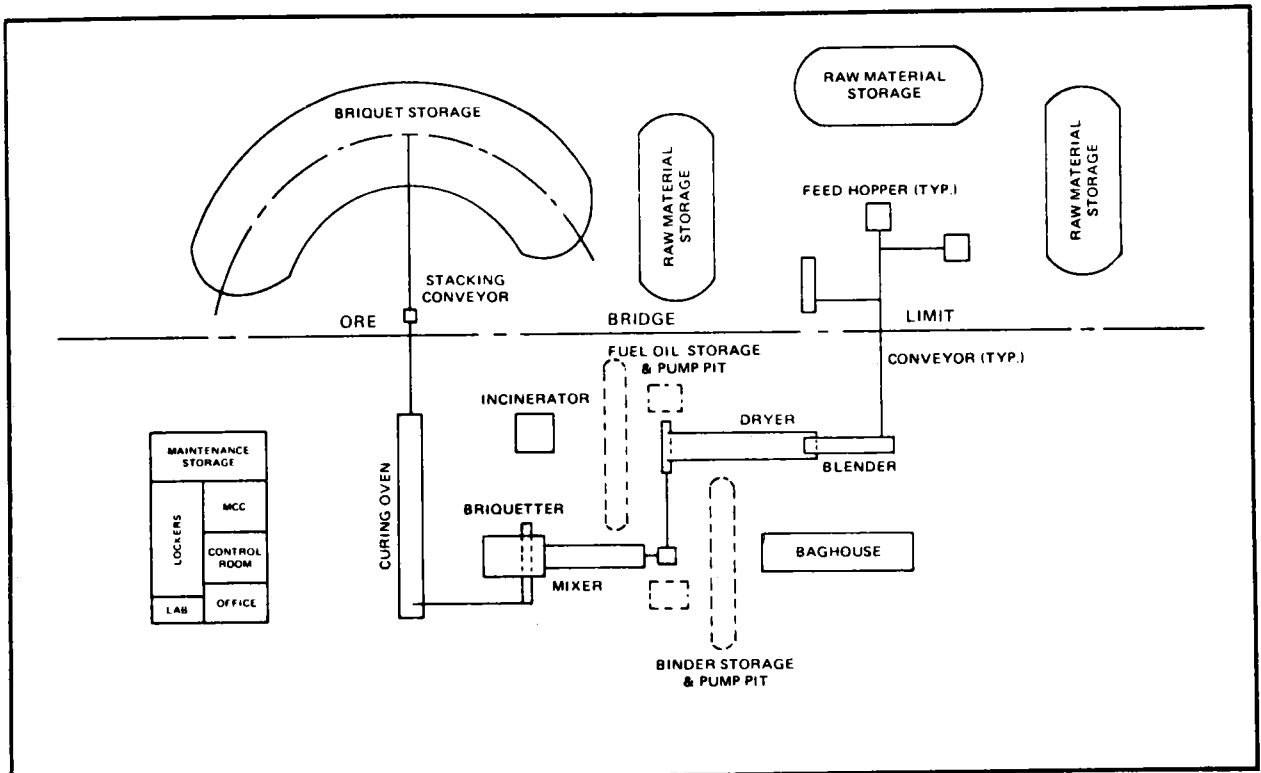 RAW MATERIAL
STORAGE
BRIQUET STORAGE
RAW MATERIAL
STORAGE
RAW MATERIAL
STORAGE
FEED HOPPER (TYP.)
STACKING
CONVEYOR
ORE BRIDGE LIMIT
FUEL OIL STORAGE
& PUMP PIT
CONVEYOR (TYP.)
INCINERATOR
DRYER
BLENDER
MAINTENANCE
STORAGE
LOCKERS
MCC
CONTROL
ROOM
LAB
OFFICE
CURING OVEN
BRIQUETTER
MIXER
BAGHOUSE
BINDER STORAGE
& PUMP PIT